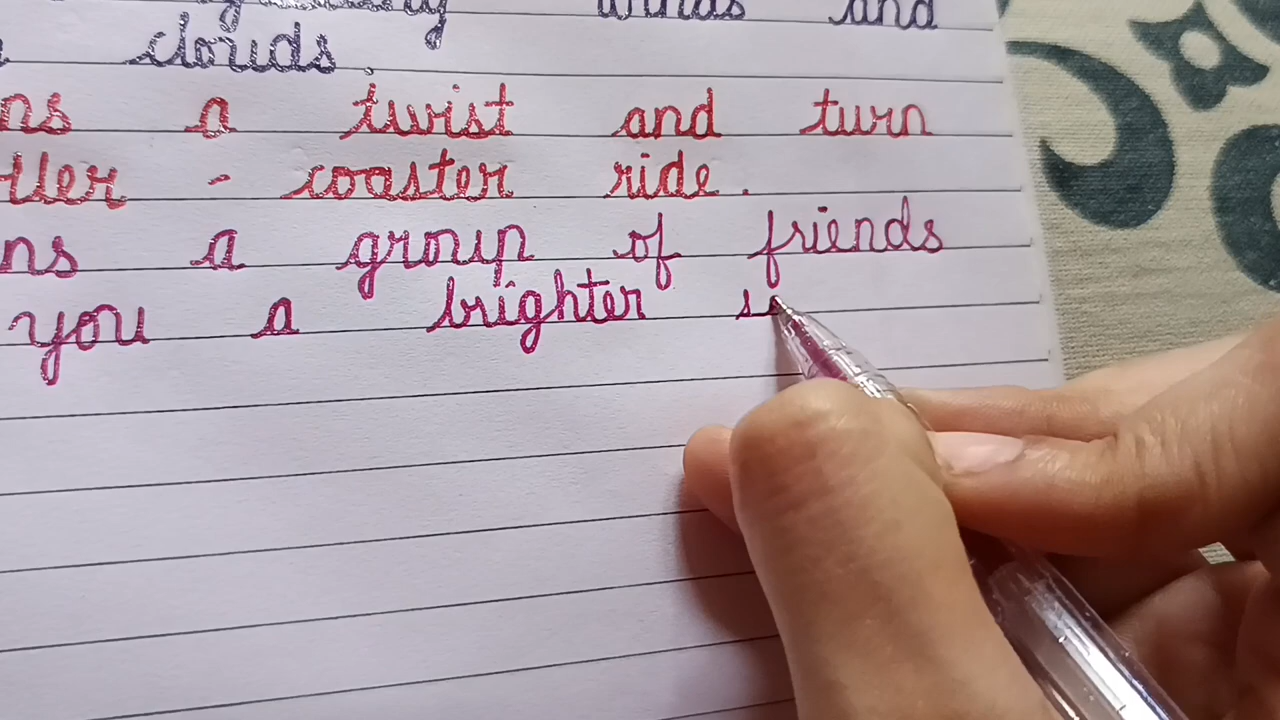 winds and
clouds.
ns a twist and turn
ller - coaster ride.
ns a group of friends
you a brighter